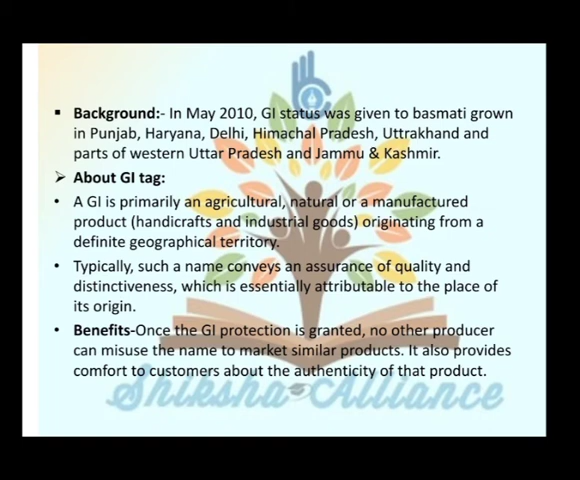 ▪ Background:- In May 2010, GI status was given to basmati grown
in Punjab, Haryana, Delhi, Himachal Pradesh, Uttrakhand and
parts of western Uttar Pradesh and Jammu & Kashmir.
➢ About GI tag:
• A GI is primarily an agricultural, natural or a manufactured
product (handicrafts and industrial goods) originating from a
definite geographical territory.
• Typically, such a name conveys an assurance of quality and
distinctiveness, which is essentially attributable to the place of
its origin.
• Benefits-Once the GI protection is granted, no other producer
can misuse the name to market similar products. It also provides
comfort to customers about the authenticity of that product.
Shiksha Alliance